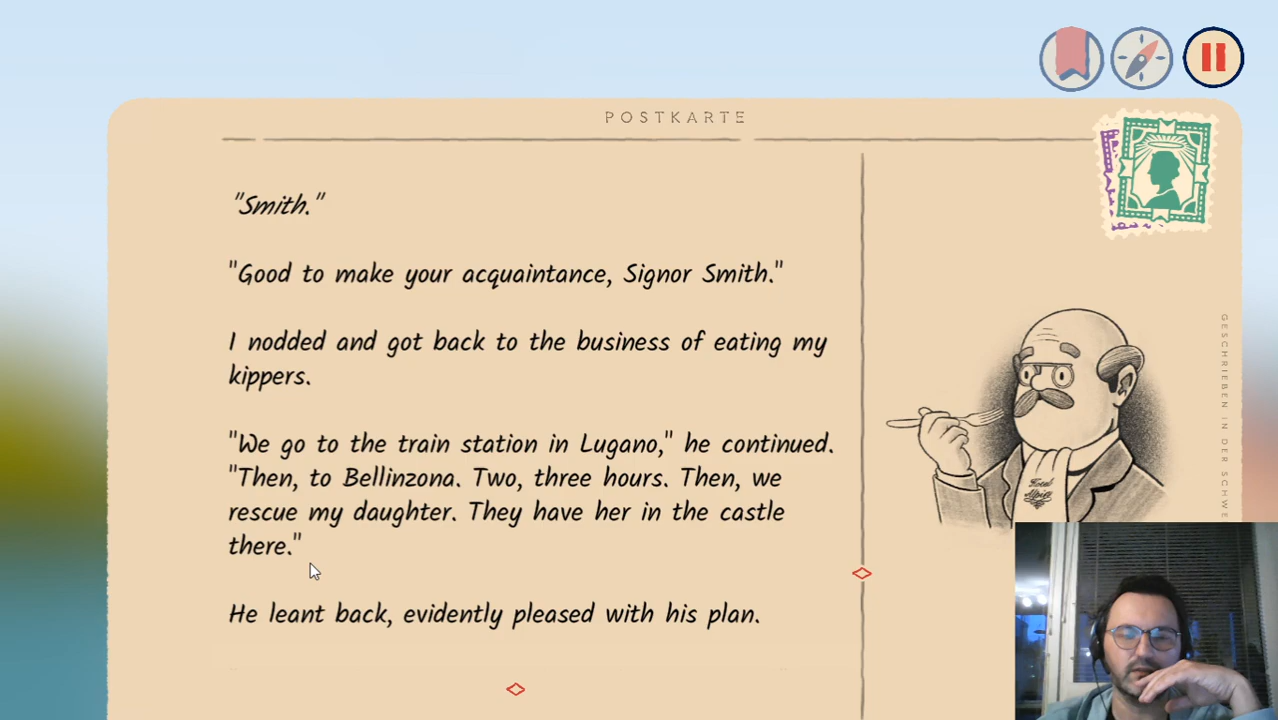 POSTKARTE
"Smith."
"Good to make your acquaintance, Signor Smith."
I nodded and got back to the business of eating my
kippers.
"We go to the train station in Lugano," he continued.
"Then, to Bellinzona. Two, three hours. Then, we
rescue my daughter. They have her in the castle
there."
He leant back, evidently pleased with his plan.
Hotel
GESCHRIEBEN IN DER SCHWE